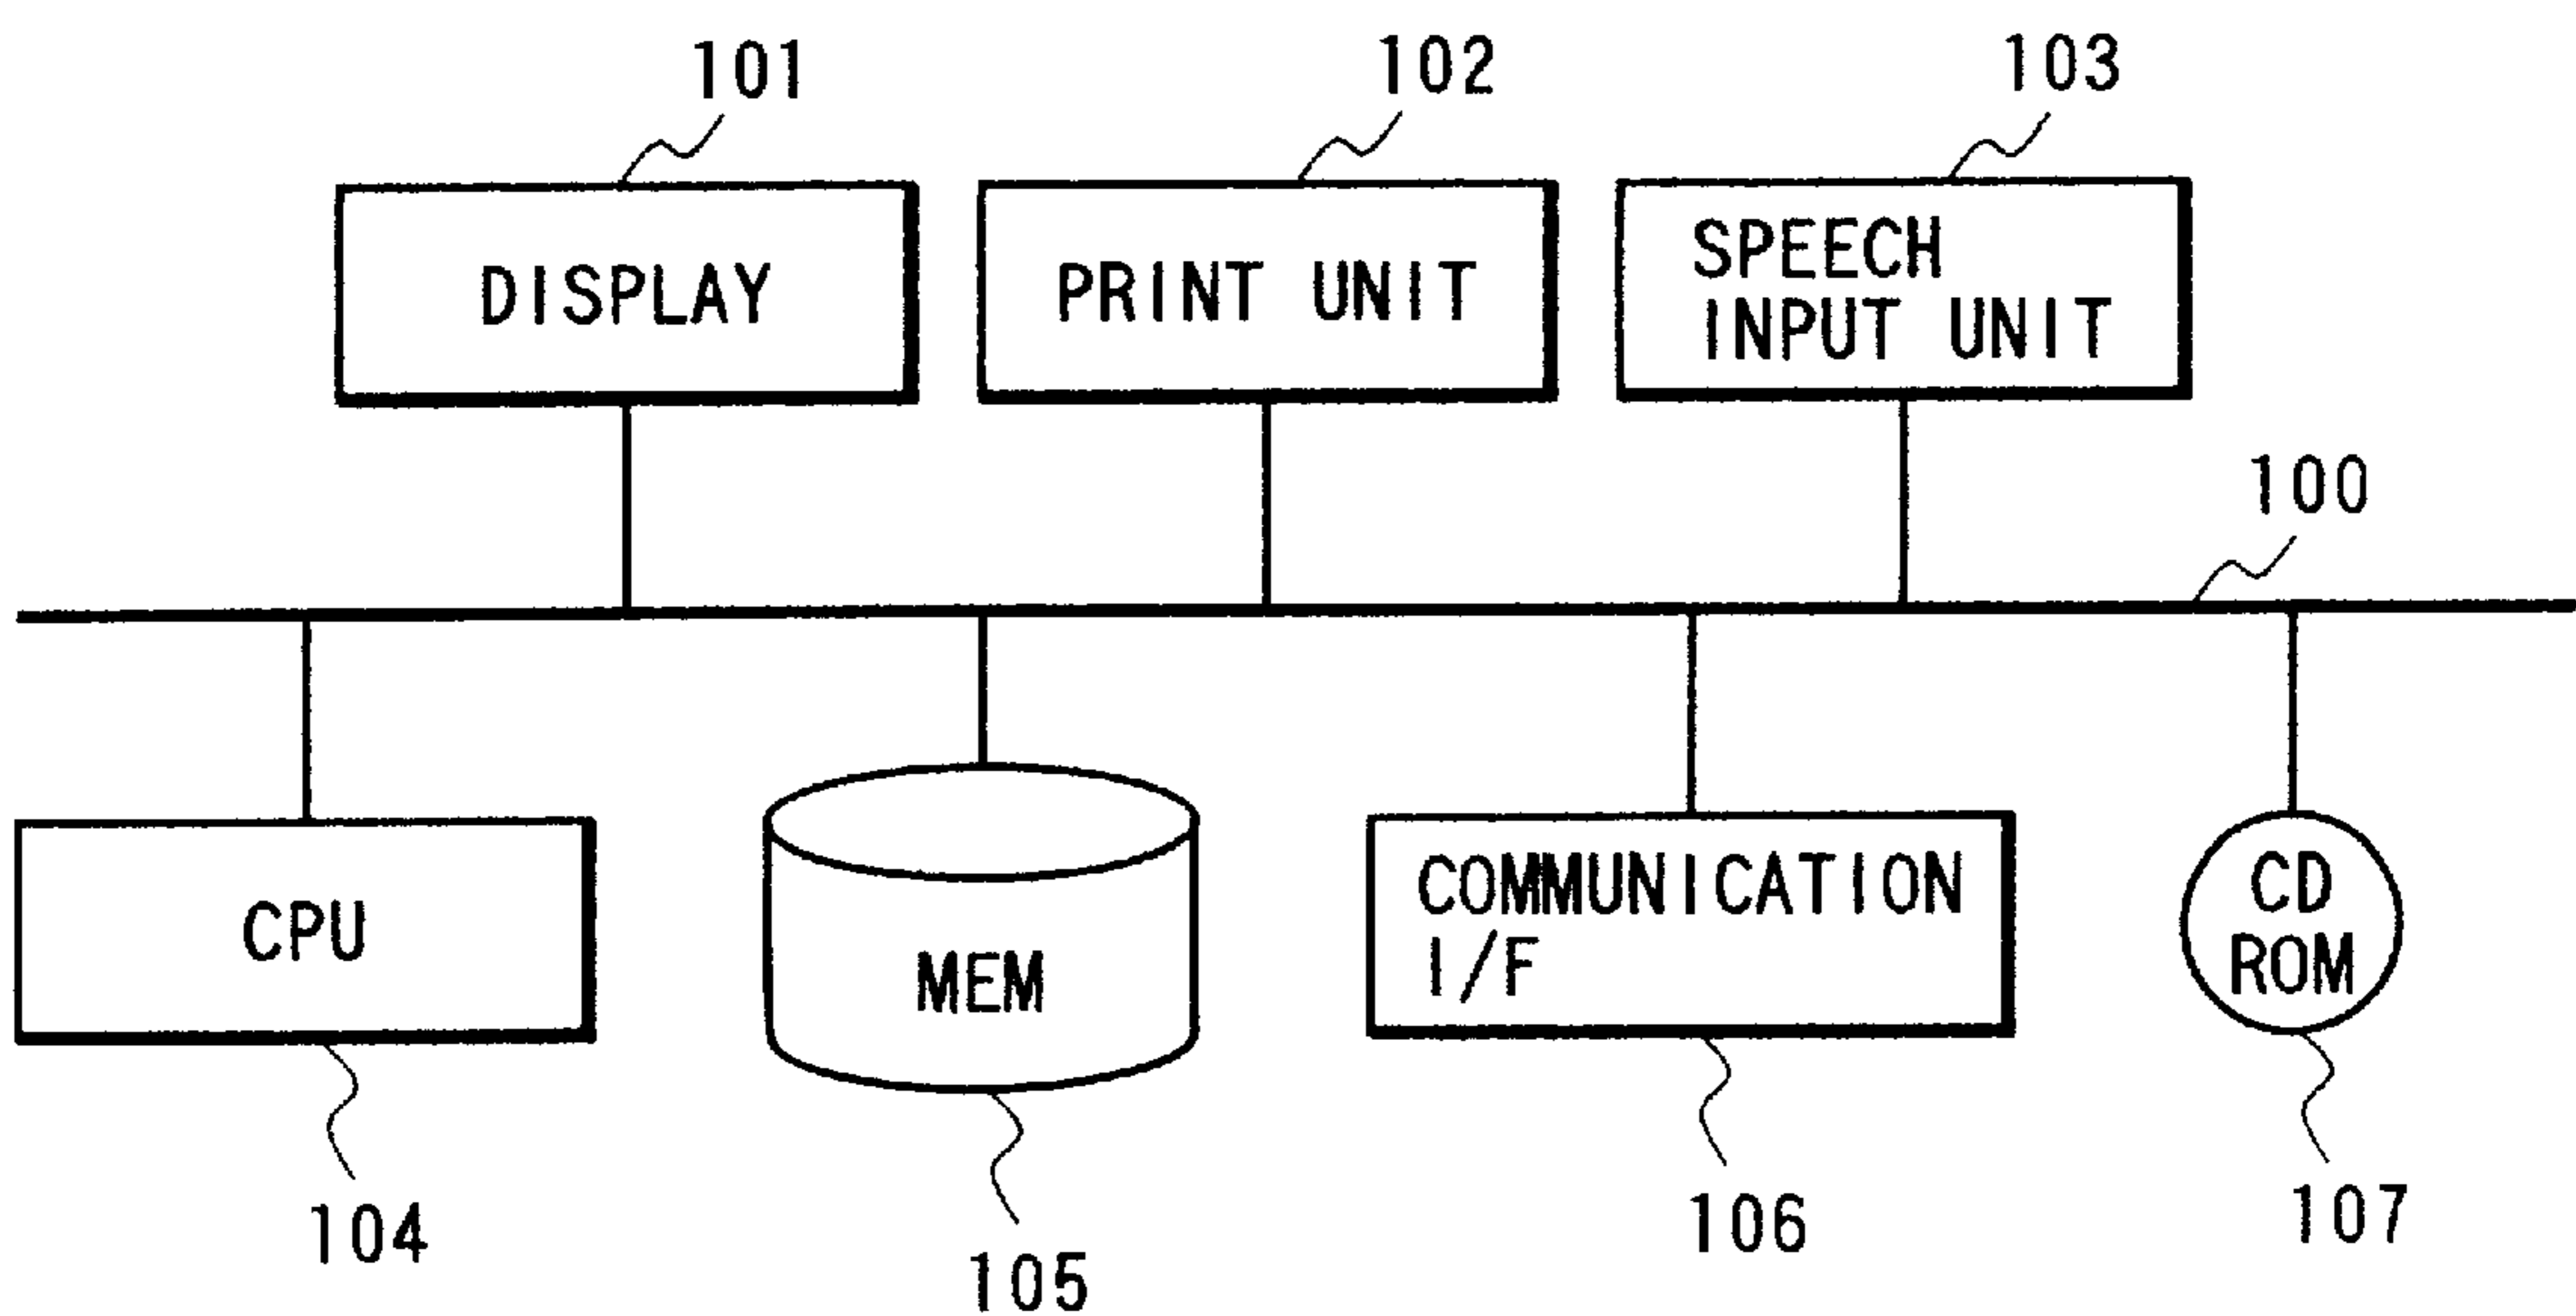 101
102
103
DISPLAY
PRINT UNIT
SPEECH
INPUT UNIT
100
CPU
MEM
COMMUNICATION
I/F
CD
ROM
104
105
106
107